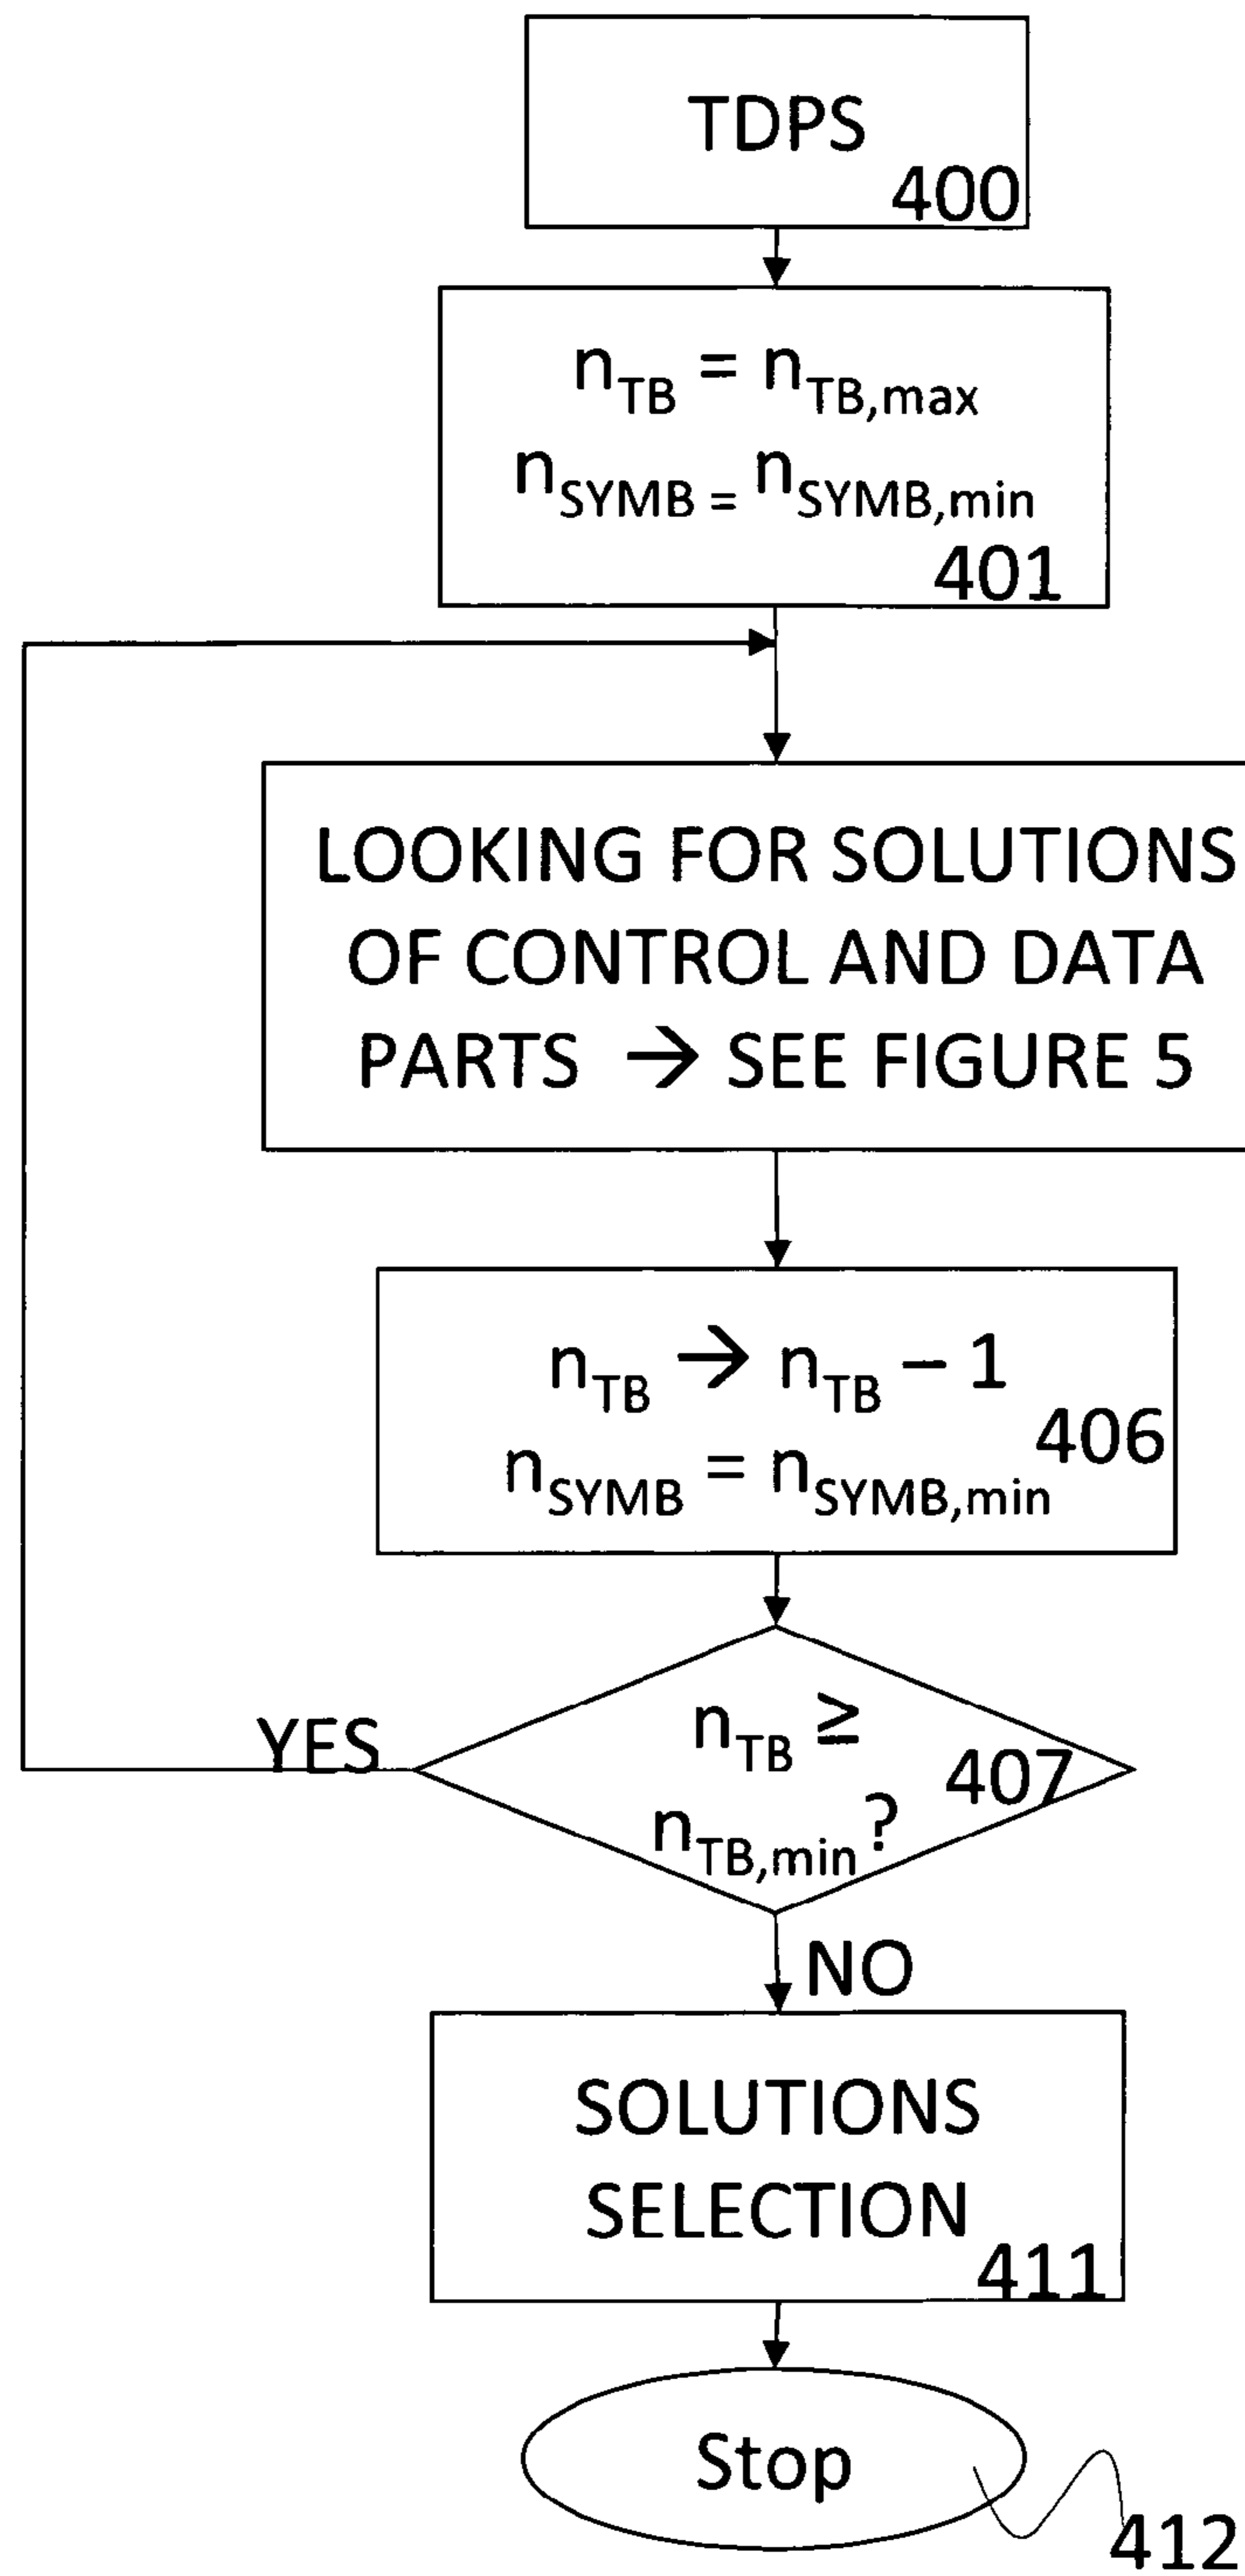 TDPS
400
n_TB = n_TB,max
n_SYMB = n_SYMB,min
401
LOOKING FOR SOLUTIONS
OF CONTROL AND DATA
PARTS → SEE FIGURE 5
n_TB → n_TB – 1
406
n_SYMB = n_SYMB,min
YES
n_TB ≥
407
n_TB,min?
NO
SOLUTIONS
SELECTION
411
Stop
412